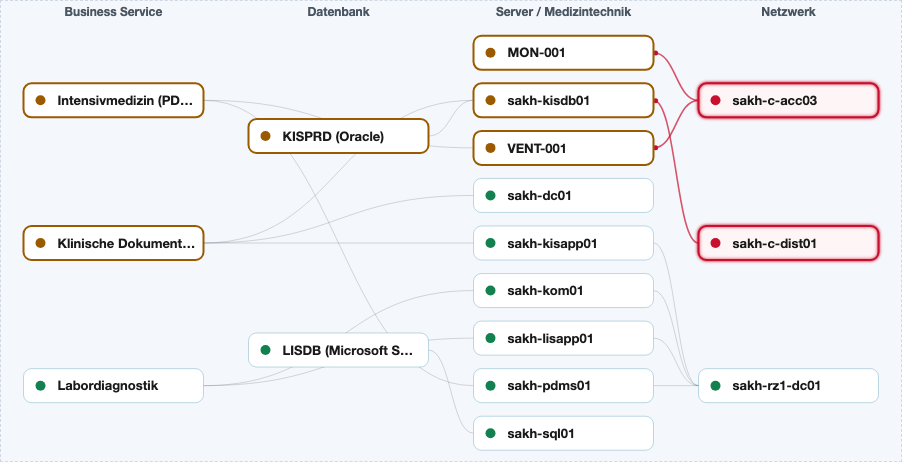 Business Service
Datenbank
Server / Medizintechnik
Netzwerk
MON-001
Intensivmedizin (PD...
sakh-kisdb01
sakh-c-acc03
KISPRD (Oracle)
VENT-001
sakh-dc01
Klinische Dokument...
sakh-kisapp01
sakh-c-dist01
sakh-kom01
sakh-lisapp01
LISDB (Microsoft S...
Labordiagnostik
sakh-pdms01
sakh-rz1-dc01
sakh-sql01